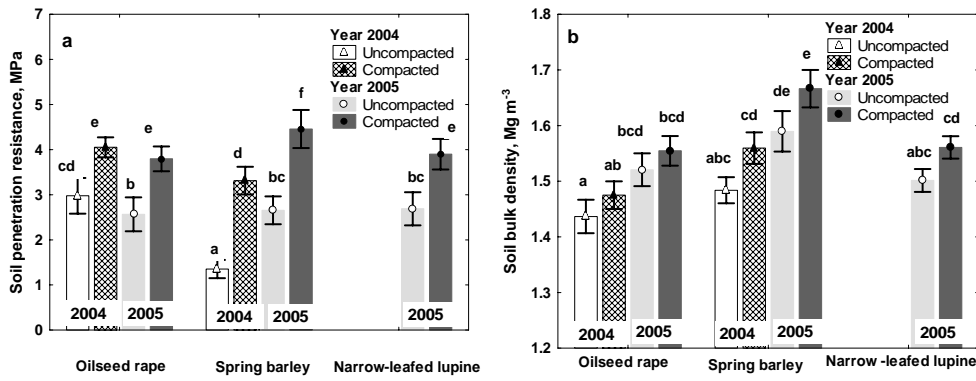 Soil penetration resistance, MPa
7
6
5
4
3
2
1
0
a
Year 2004
Uncompacted
Compacted
Year 2005
Uncompacted
Compacted
cd
e
b
e
a
d
bc
f
bc
e
2004
2005
2004
2005
2005
Oilseed rape
Spring barley
Narrow-leafed lupine
Soil bulk density, Mg m-3
1.8
1.7
1.6
1.5
1.4
1.3
1.2
b
Year 2004
Uncompacted
Compacted
Year 2005
Uncompacted
Compacted
a
ab
bcd
bcd
abc
cd
de
e
abc
cd
2004
2005
2004
2005
2005
Oilseed rape
Spring barley
Narrow -leafed lupine